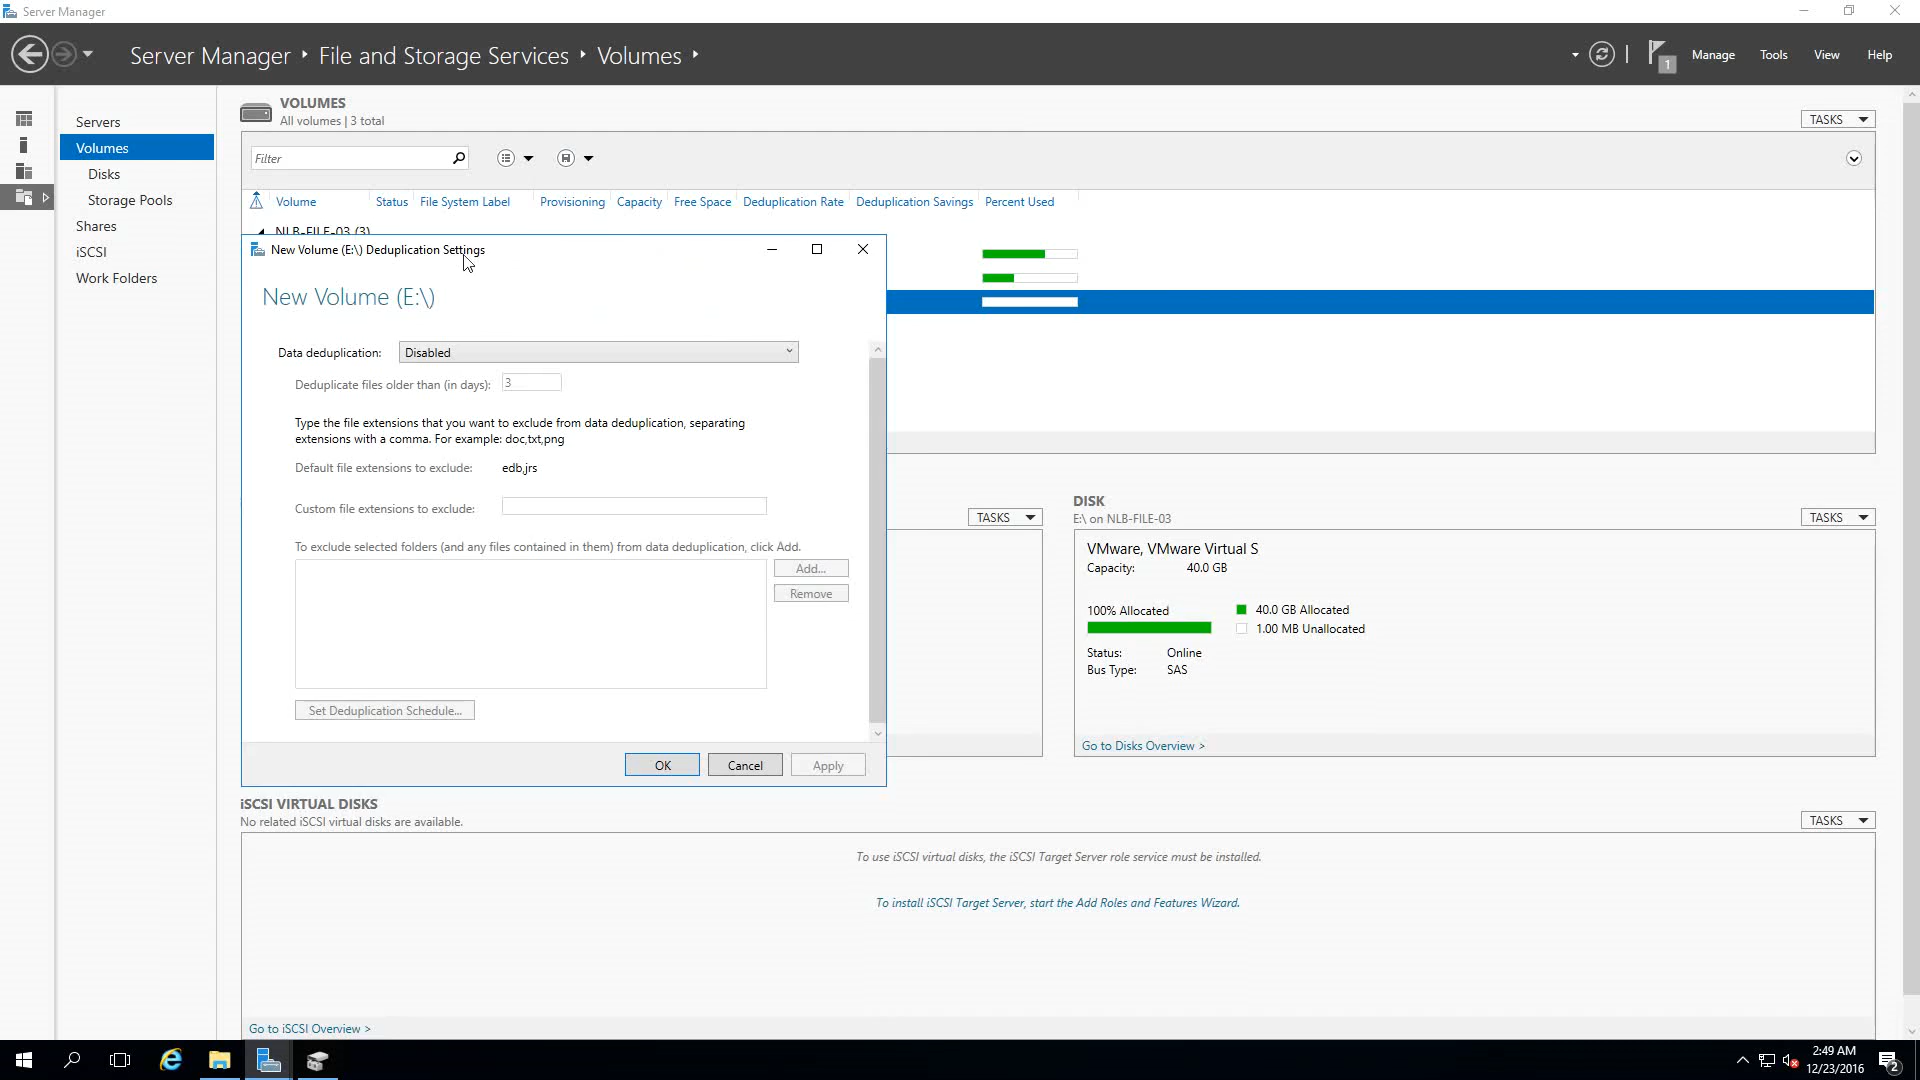 Server Manager
Server Manager ‣ File and Storage Services ‣ Volumes ‣
1
Manage
Tools
View
Help
Servers
Volumes
Disks
Storage Pools
Shares
iSCSI
Work Folders
VOLUMES
All volumes | 3 total
TASKS
Filter
Volume Status File System Label Provisioning Capacity Free Space Deduplication Rate Deduplication Savings Percent Used
NLB-FILE-03 (3)
New Volume (E:\) Deduplication Settings
New Volume (E:\)
Data deduplication: Disabled
Deduplicate files older than (in days): 3
Type the file extensions that you want to exclude from data deduplication, separating
extensions with a comma. For example: doc,txt,png
Default file extensions to exclude: edb,jrs
Custom file extensions to exclude:
To exclude selected folders (and any files contained in them) from data deduplication, click Add.
Add...
Remove
Set Deduplication Schedule...
OK
Cancel
Apply
TASKS
DISK
E:\ on NLB-FILE-03
TASKS
VMware, VMware Virtual S
Capacity: 40.0 GB
100% Allocated
40.0 GB Allocated
1.00 MB Unallocated
Status: Online
Bus Type: SAS
Go to Disks Overview >
iSCSI VIRTUAL DISKS
No related iSCSI virtual disks are available.
TASKS
To use iSCSI virtual disks, the iSCSI Target Server role service must be installed.
To install iSCSI Target Server, start the Add Roles and Features Wizard.
Go to iSCSI Overview >
2:49 AM
12/23/2016
2